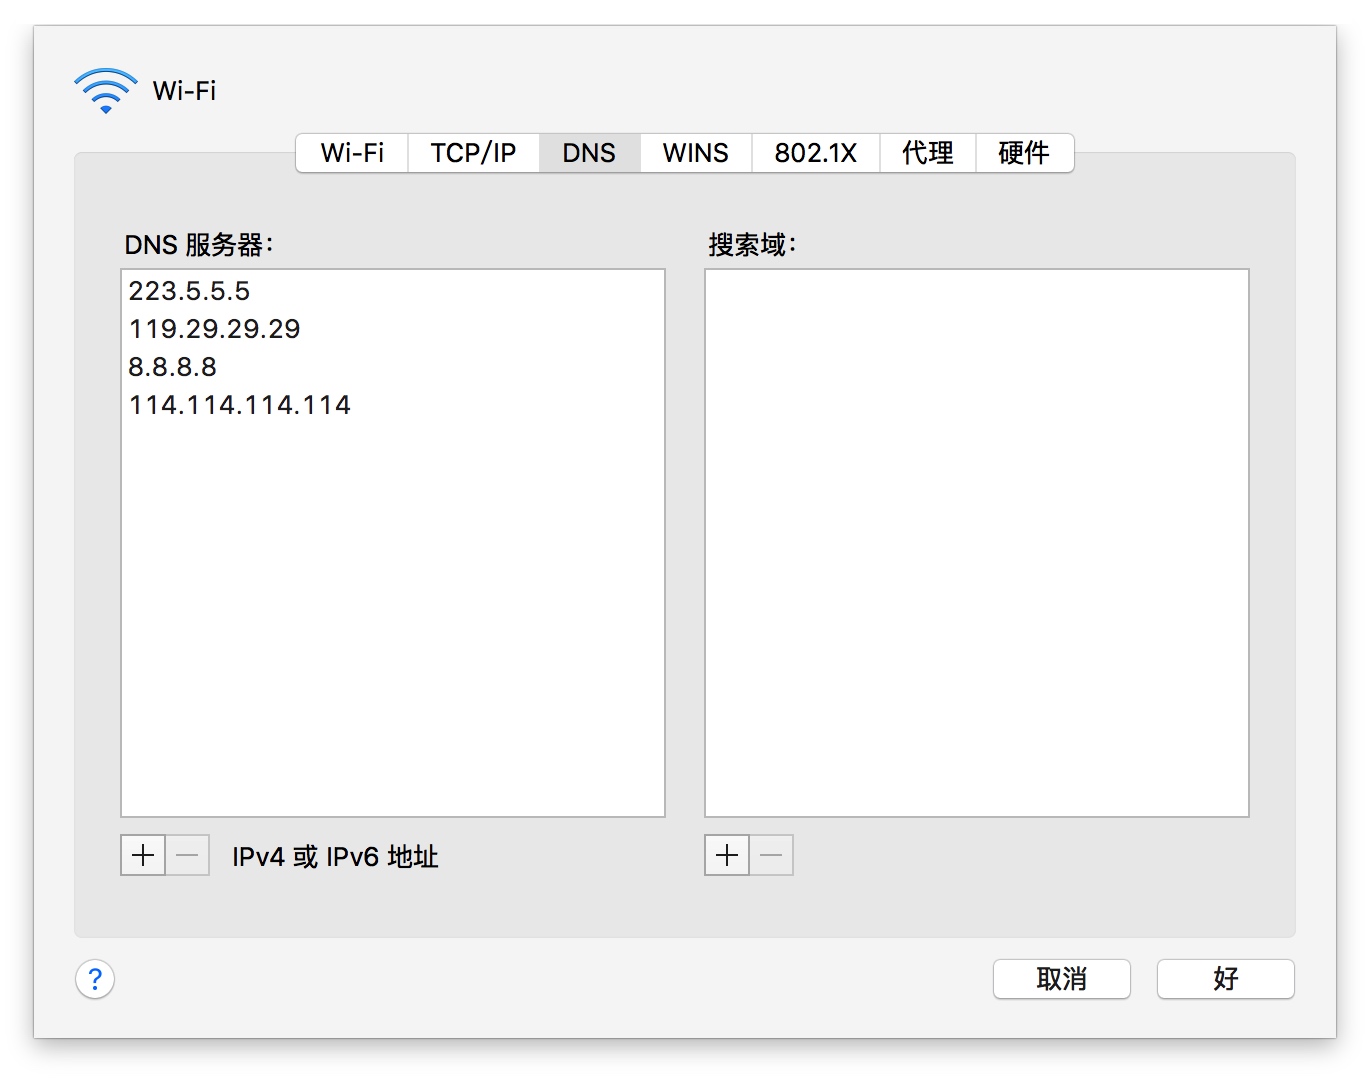 Wi-Fi
Wi-Fi TCP/IP DNS WINS 802.1X 代理 硬件
DNS 服务器：
223.5.5.5
119.29.29.29
8.8.8.8
114.114.114.114
搜索域：
+ − IPv4 或 IPv6 地址
+ −
? 取消 好